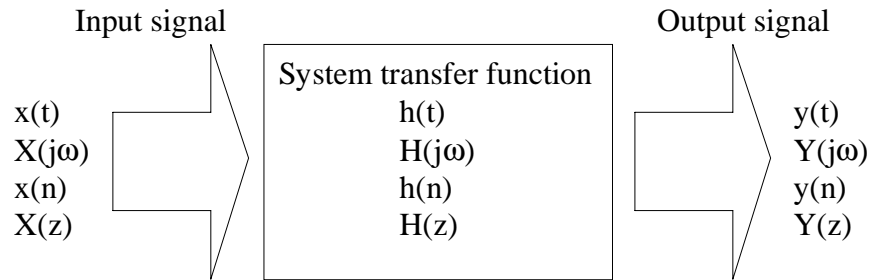 Input signal
Output signal
System transfer function
x(t)
h(t)
y(t)
X(jω)
H(jω)
Y(jω)
x(n)
h(n)
y(n)
X(z)
H(z)
Y(z)